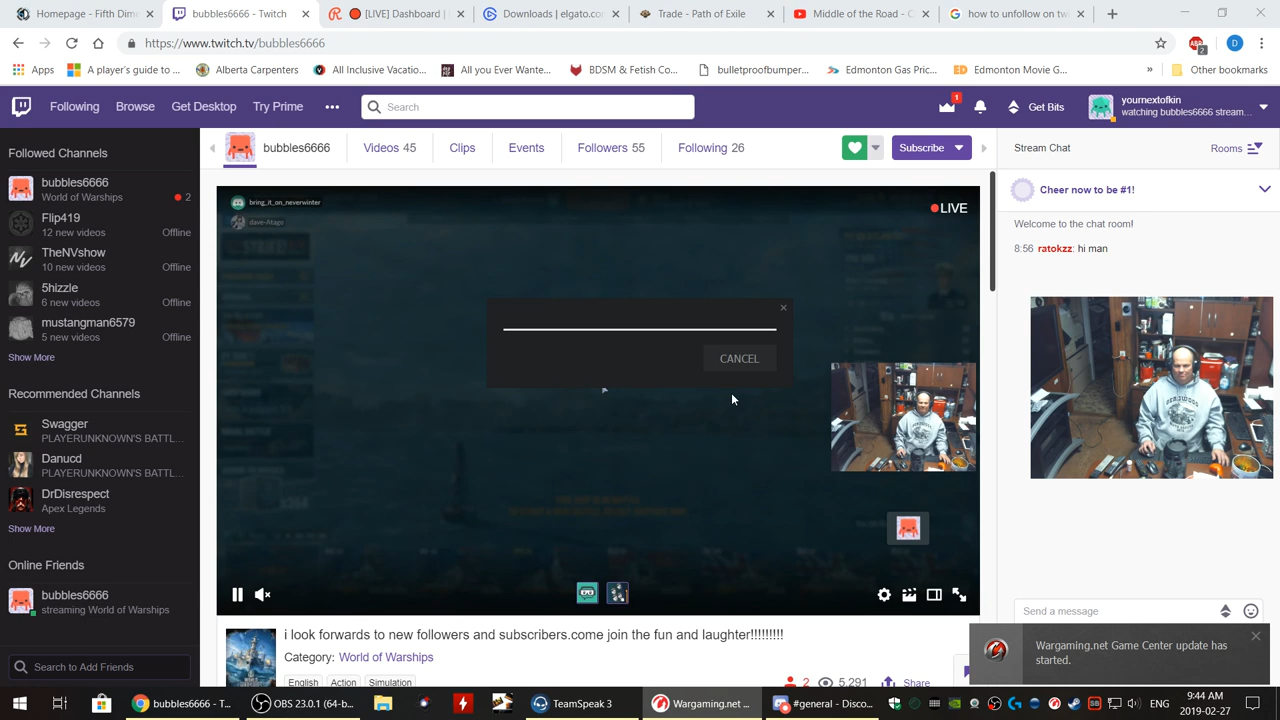 Homepage - Fifth Dime
bubbles6666 - Twitch
[LIVE] Dashboard |
Downloads | elgato.co
Trade - Path of Exile
Middle of the Road - C
how to unfollow on tw
https://www.twitch.tv/bubbles6666
Apps
A player's guide to ...
Alberta Carpenters
All Inclusive Vacatio...
All you Ever Wante...
BDSM & Fetish Co...
bulletproofbumper...
Edmonton Gas Pric...
Edmonton Movie G...
Other bookmarks
Following
Browse
Get Desktop
Try Prime
Search
1
Get Bits
yournextofkin
watching bubbles6666 stream...
Followed Channels
bubbles6666
World of Warships
2
Flip419
12 new videos
Offline
TheNVshow
10 new videos
Offline
5hizzle
6 new videos
Offline
mustangman6579
5 new videos
Offline
Show More
Recommended Channels
Swagger
PLAYERUNKNOWN'S BATTL...
Danucd
PLAYERUNKNOWN'S BATTL...
DrDisrespect
Apex Legends
Show More
Online Friends
bubbles6666
streaming World of Warships
Search to Add Friends
bubbles6666
Videos 45
Clips
Events
Followers 55
Following 26
Subscribe
bring_it_on_neverwinter
dave-Atago
LIVE
CANCEL
i look forwards to new followers and subscribers.come join the fun and laughter!!!!!!!!!
Category: World of Warships
English
Action
Simulation
2
5,291
Share
Stream Chat
Rooms
Cheer now to be #1!
Welcome to the chat room!
8:56 ratokzz: hi man
Send a message
Wargaming.net Game Center update has
started.
bubbles6666 - T...
OBS 23.0.1 (64-b...
TeamSpeak 3
Wargaming.net ...
#general - Disco...
ENG
9:44 AM
2019-02-27